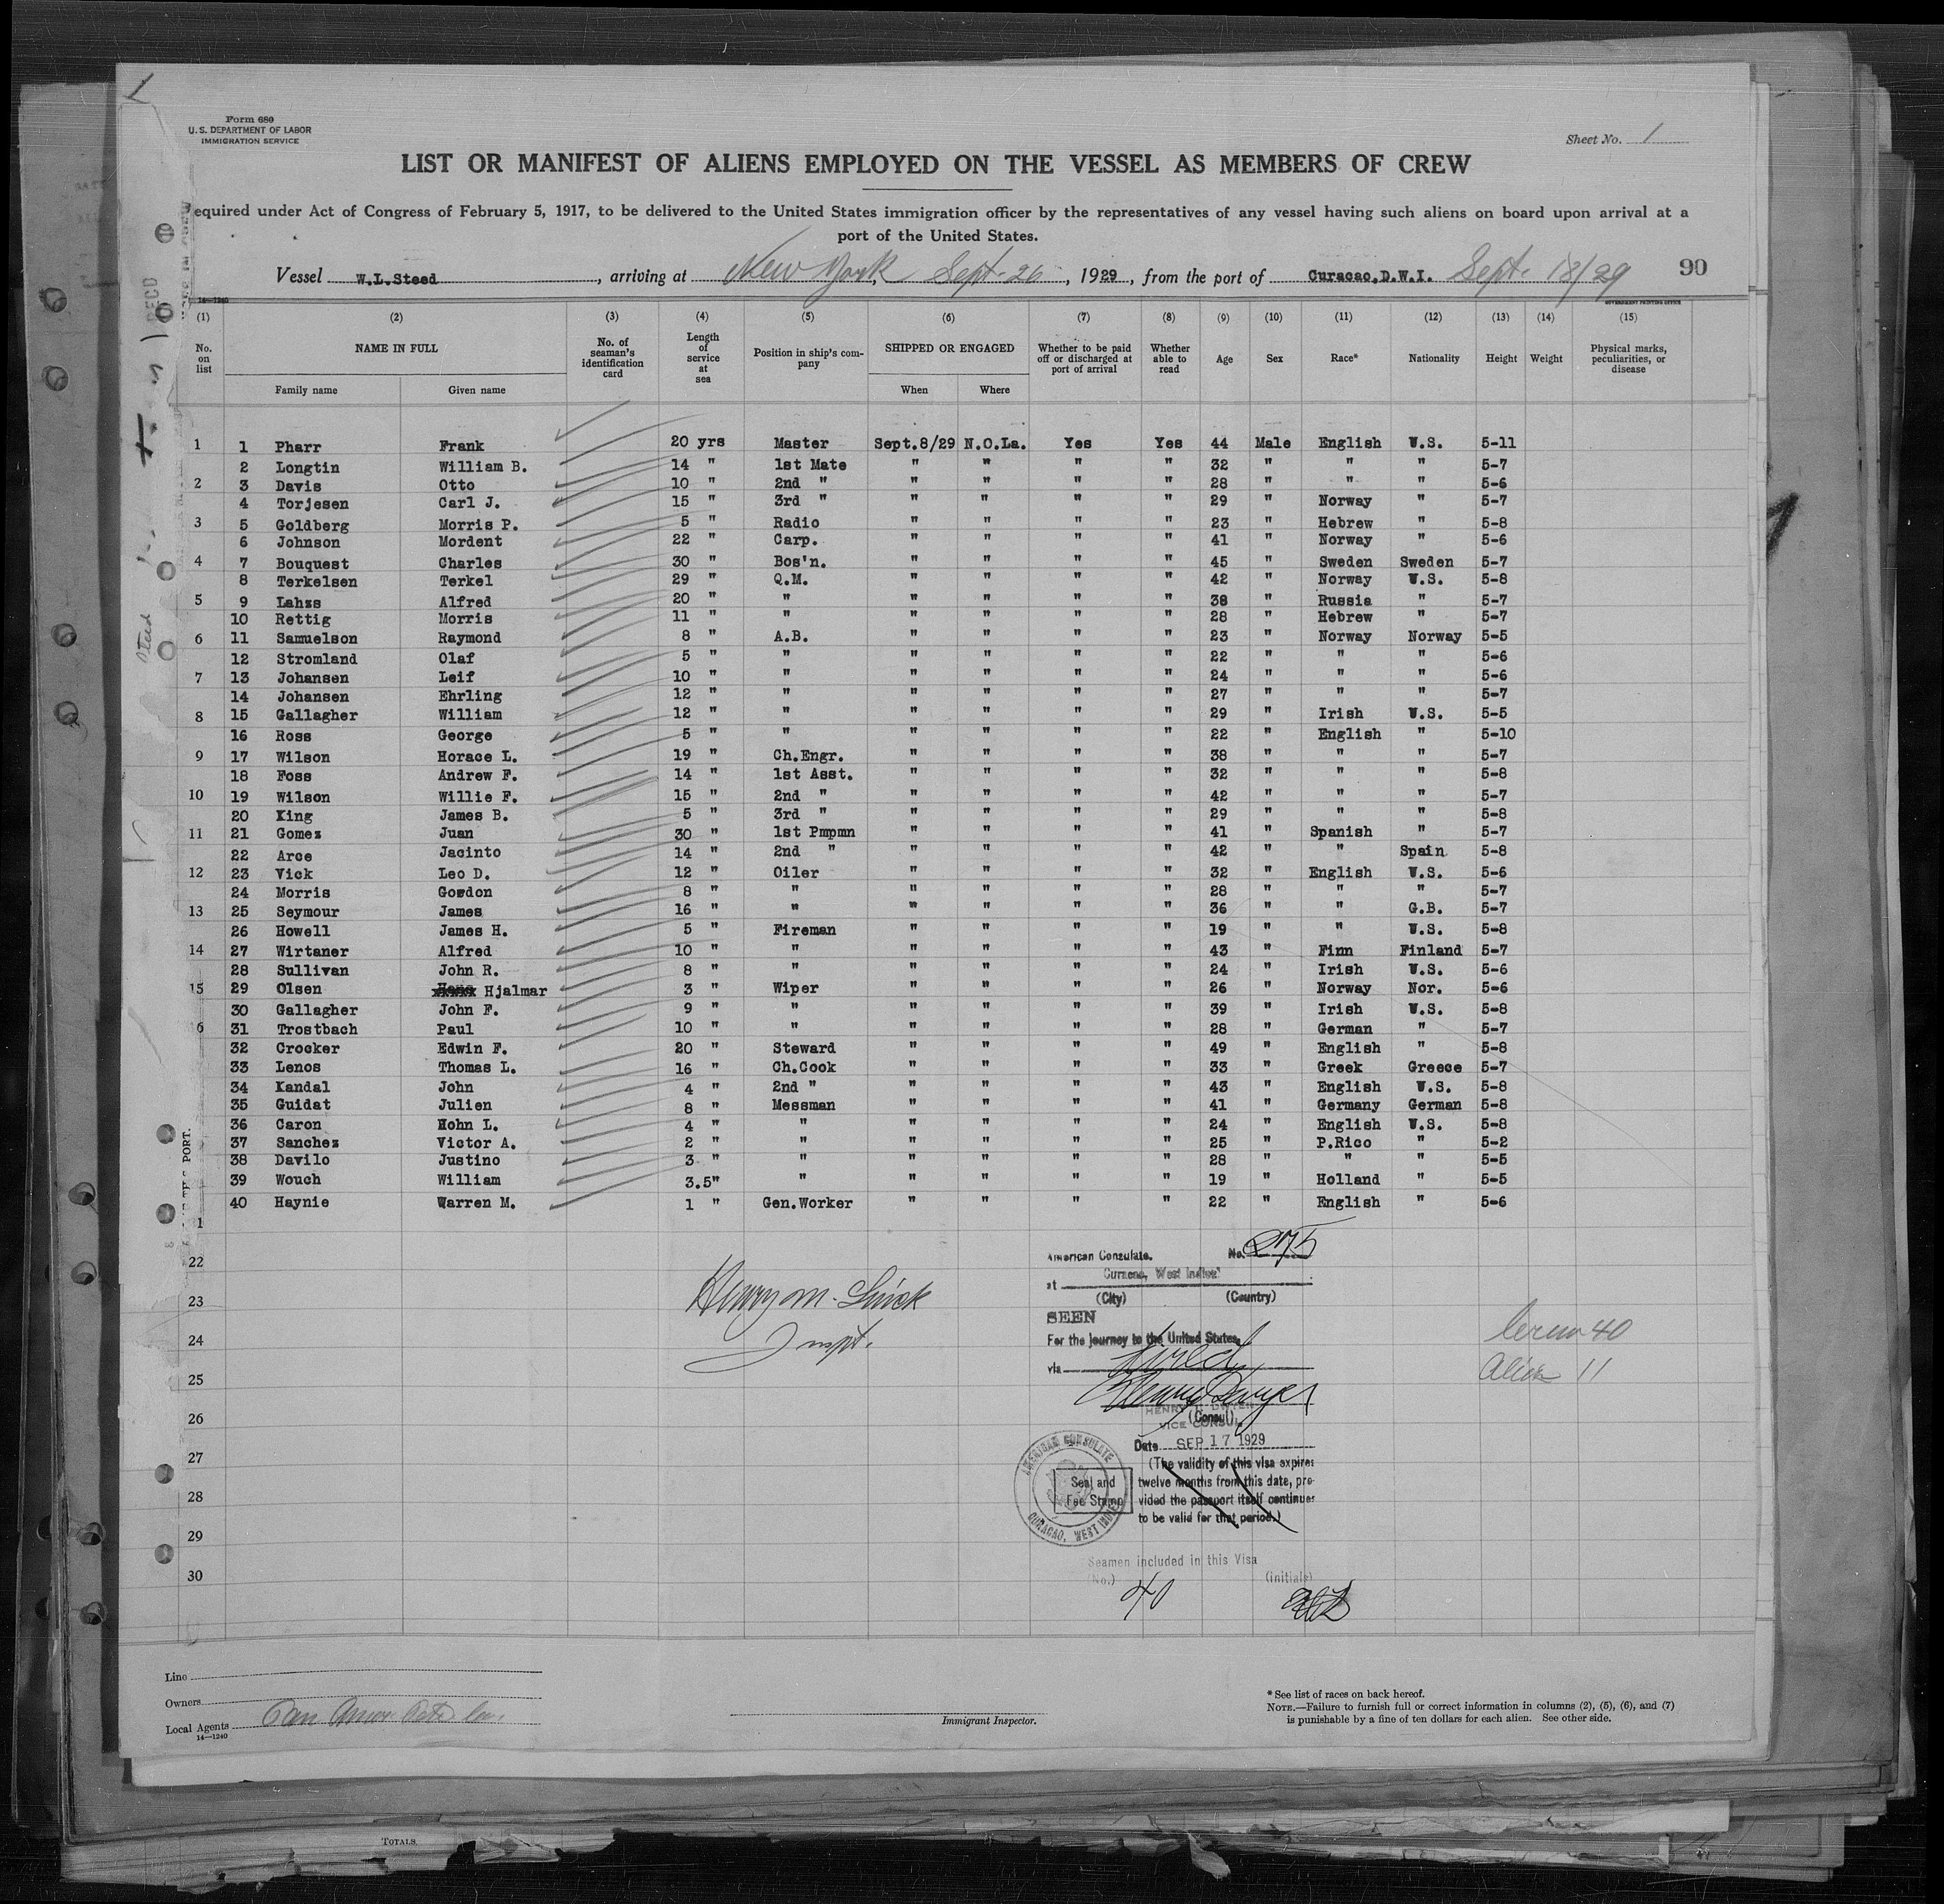 Form 680
U. S. DEPARTMENT OF LABOR
IMMIGRATION SERVICE
Sheet No. 1
LIST OR MANIFEST OF ALIENS EMPLOYED ON THE VESSEL AS MEMBERS OF CREW
equired under Act of Congress of February 5, 1917, to be delivered to the United States immigration officer by the representatives of any vessel having such aliens on board upon arrival at a
port of the United States.
Vessel W.L.Steed, arriving at New York, Sept. 26, 1929, from the port of Curacao,D.W.I. Sept. 18/29 90
14—1240 GOVERNMENT PRINTING OFFICE
(1) (2) (3) (4) (5) (6) (7) (8) (9) (10) (11) (12) (13) (14) (15)
No. on list NAME IN FULL Family name Given name No. of seaman's identification card Length of service at sea Position in ship's company SHIPPED OR ENGAGED When Where Whether to be paid off or discharged at port of arrival Whether able to read Age Sex Race* Nationality Height Weight Physical marks, peculiarities, or disease
1 1 Pharr Frank 20 yrs Master Sept.8/29 N.O.La. Yes Yes 44 Male English U.S. 5-11
2 Longtin William B. 14 " 1st Mate " " " " 32 " " " 5-7
2 3 Davis Otto 10 " 2nd " " " " " 28 " " " 5-6
4 Torjesen Carl J. 15 " 3rd " " " " " 29 " Norway " 5-7
3 5 Goldberg Morris P. 5 " Radio " " " " 23 " Hebrew " 5-8
6 Johnson Mordent 22 " Carp. " " " " 41 " Norway " 5-6
4 7 Bouquest Charles 30 " Bos'n. " " " " 45 " Sweden Sweden 5-7
8 Terkelsen Terkel 29 " Q.M. " " " " 42 " Norway U.S. 5-8
5 9 Lahzs Alfred 20 " " " " " " 38 " Russia " 5-7
10 Rettig Morris 11 " " " " " " 28 " Hebrew " 5-7
6 11 Samuelson Raymond 8 " A.B. " " " " 23 " Norway Norway 5-5
12 Stromland Olaf 5 " " " " " " 22 " " " 5-6
7 13 Johansen Leif 10 " " " " " " 24 " " " 5-6
14 Johansen Ehrling 12 " " " " " " 27 " " " 5-7
8 15 Gallagher William 12 " " " " " " 29 " Irish U.S. 5-5
16 Ross George 5 " " " " " " 22 " English " 5-10
9 17 Wilson Horace L. 19 " Ch.Engr. " " " " 38 " " " 5-7
18 Foss Andrew F. 14 " 1st Asst. " " " " 32 " " " 5-8
10 19 Wilson Willie F. 15 " 2nd " " " " " 42 " " " 5-7
20 King James B. 5 " 3rd " " " " " 29 " " " 5-8
11 21 Gomez Juan 30 " 1st Pmpmn " " " " 41 " Spanish " 5-7
22 Arce Jacinto 14 " 2nd " " " " " 42 " " Spain 5-8
12 23 Vick Leo D. 12 " Oiler " " " " 32 " English U.S. 5-6
24 Morris Gordon 8 " " " " " " 28 " " " 5-7
13 25 Seymour James 16 " " " " " " 36 " " G.B. 5-7
26 Howell James H. 5 " Fireman " " " " 19 " " U.S. 5-8
14 27 Wirtaner Alfred 10 " " " " " " 43 " Finn Finland 5-7
28 Sullivan John R. 8 " " " " " " 24 " Irish U.S. 5-6
15 29 Olsen Hjalmar 3 " Wiper " " " " 26 " Norway Nor. 5-6
30 Gallagher John F. 9 " " " " " " 39 " Irish U.S. 5-8
6 31 Trostbach Paul 10 " " " " " " 28 " German " 5-7
32 Crocker Edwin F. 20 " Steward " " " " 49 " English " 5-8
33 Lenos Thomas L. 16 " Ch.Cook " " " " 33 " Greek Greece 5-7
34 Kandal John 4 " 2nd " " " " " 43 " English U.S. 5-8
35 Guidat Julien 8 " Messman " " " " 41 " Germany German 5-8
36 Caron Hohn L. 4 " " " " " " 24 " English U.S. 5-8
37 Sanchez Victor A. 2 " " " " " " 25 " P.Rico " 5-2
38 Davilo Justino 3 " " " " " " 28 " " " 5-5
39 Wouch William 3.5" " " " " " 19 " Holland " 5-5
40 Haynie Warren M. 1 " Gen.Worker " " " " 22 " English " 5-6
1
22
23
24
25
26
27
28
29
30
Henry M.
Inspt.
American Consulate. No. 275
at Curacao, West Indies
(City) (Country)
SEEN
For the journey to the United States.
via direct
(Consul)
VICE CONSUL
Date SEP 17 1929
(The validity of this visa expires
twelve months from this date, pro-
vided the passport itself continues
to be valid for that period.)
AMERICAN CONSULATE
Seal and
Fee Stamp
CURACAO, WEST INDIES
Seamen included in this Visa
(No.) 40 (initials)
Crew 40
Alien 11
Line
Owners
Local Agents Pan Amer Pet Co.
14—1240
Immigrant Inspector.
* See list of races on back hereof.
NOTE.—Failure to furnish full or correct information in columns (2), (5), (6), and (7)
is punishable by a fine of ten dollars for each alien. See other side.
TOTALS
PORT.